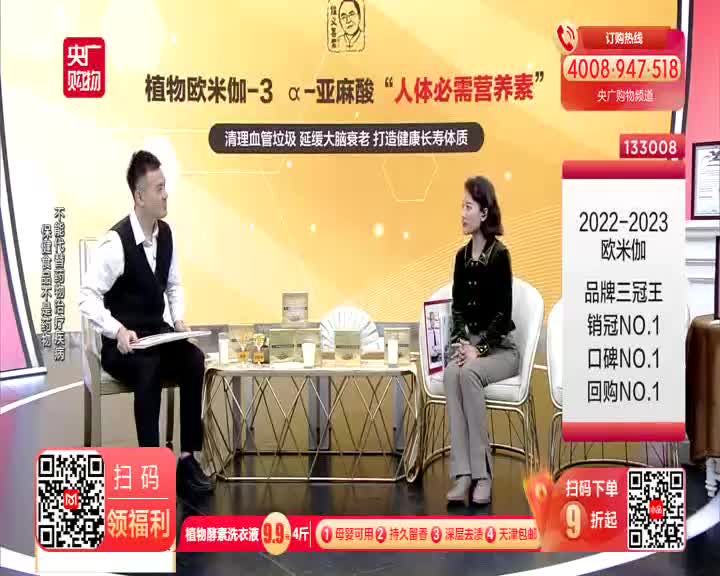 央广
购物
植物欧米伽-3 α-亚麻酸“人体必需营养素”
清理血管垃圾 延缓大脑衰老 打造健康长寿体质
订购热线
4008·947·518
央广购物频道
133008
2022-2023
欧米伽
品牌三冠王
销冠NO.1
口碑NO.1
回购NO.1
保健食品不是药物
不能代替药物治疗疾病
扫码
领福利
植物酵素洗衣液 9.9元 4斤
1 母婴可用 2 持久留香 3 深层去渍 4 天津包邮
扫码下单
9折起